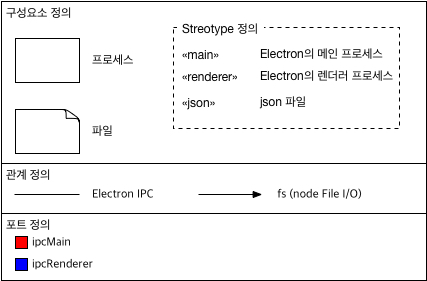 구성요소 정의
프로세스
파일
Streotype 정의
«main» Electron의 메인 프로세스
«renderer» Electron의 렌더러 프로세스
«json» json 파일
관계 정의
Electron IPC fs (node File I/O)
포트 정의
ipcMain
ipcRenderer